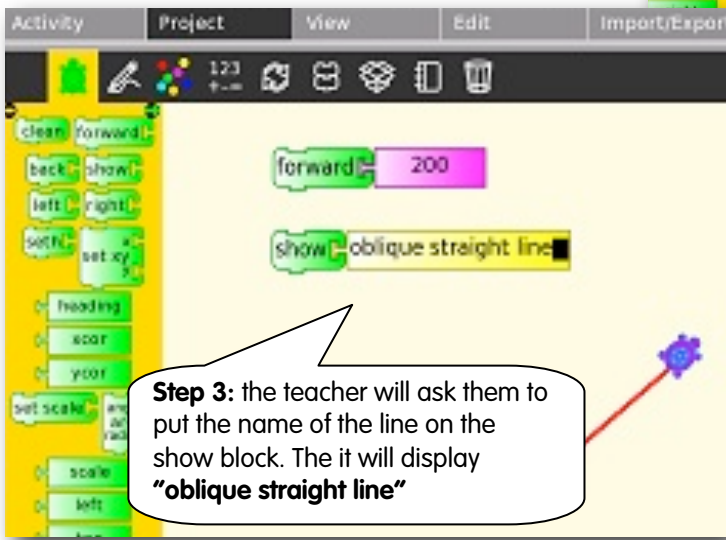 Activity Project View Edit Import/Expor
123
+-=
clean forward
back show
left right
seth set xy x
y
heading
xcor
ycor
set scale
scale
left
forward 200
show oblique straight line
Step 3: the teacher will ask them to
put the name of the line on the
show block. The it will display
"oblique straight line"